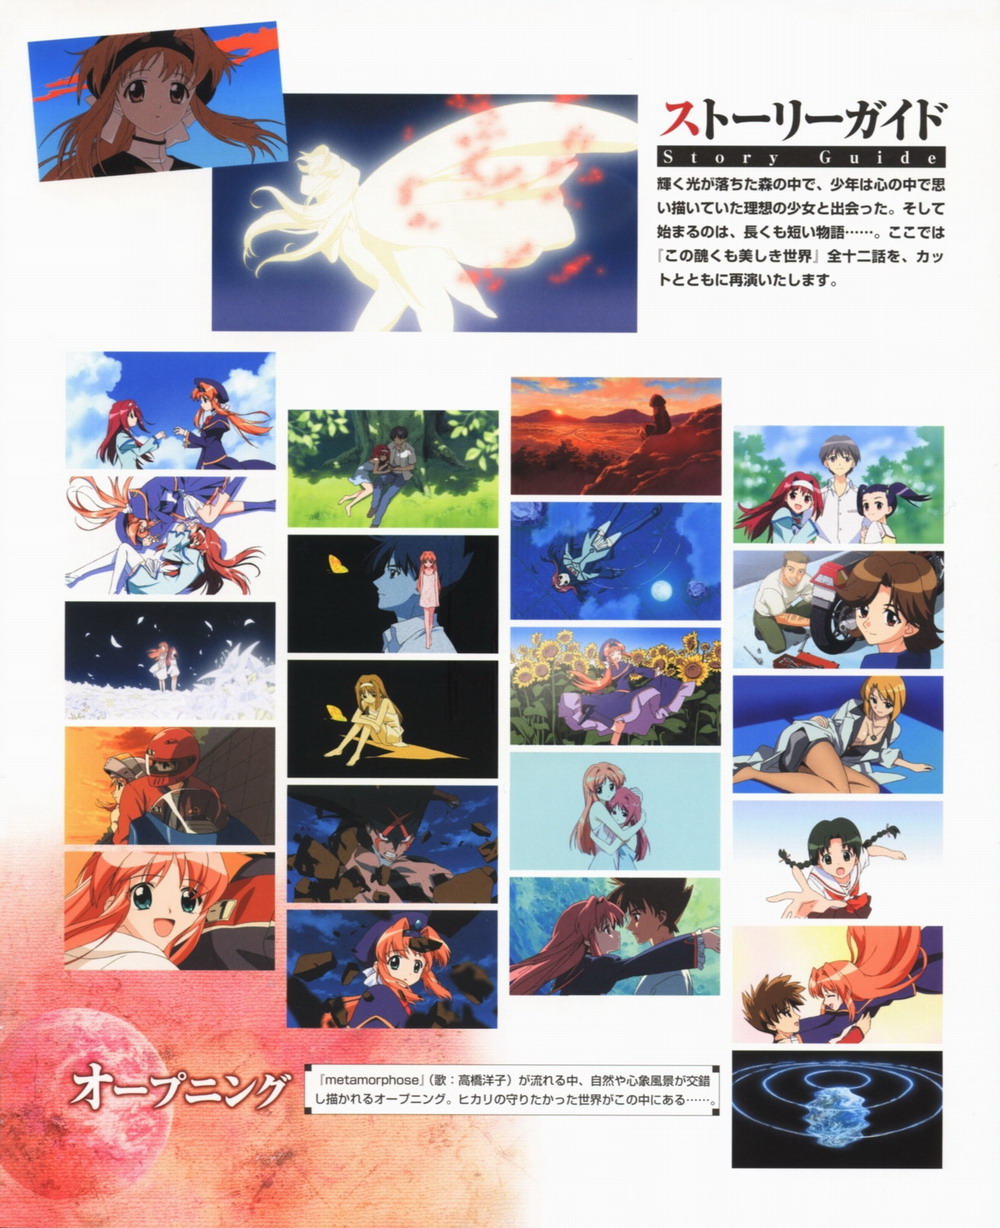 ストーリーガイド
Story Guide
輝く光が落ちた森の中で、少年は心の中で思
い描いていた理想の少女と出会った。そして
始まるのは、長くも短い物語……。ここでは
『この醜くも美しき世界』全十二話を、カッ
トとともに再演いたします。
オープニング
『metamorphose』（歌：高橋洋子）が流れる中、自然や心象風景が交錯
し描かれるオープニング。ヒカリの守りたかった世界がこの中にある……。